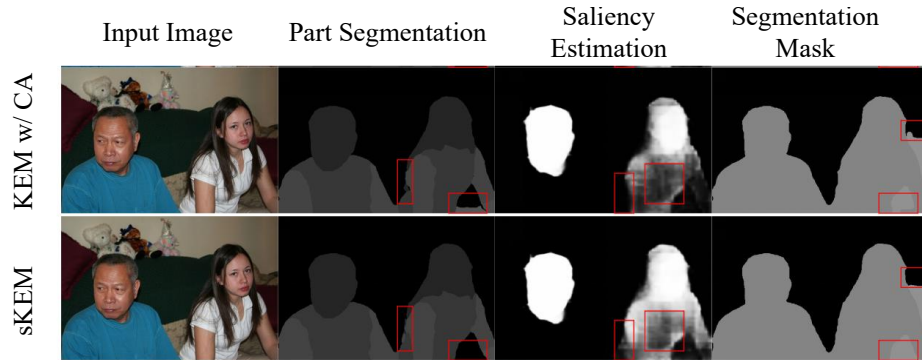 Input Image
Part Segmentation
Saliency
Estimation
Segmentation
Mask
KEM w/ CA
sKEM